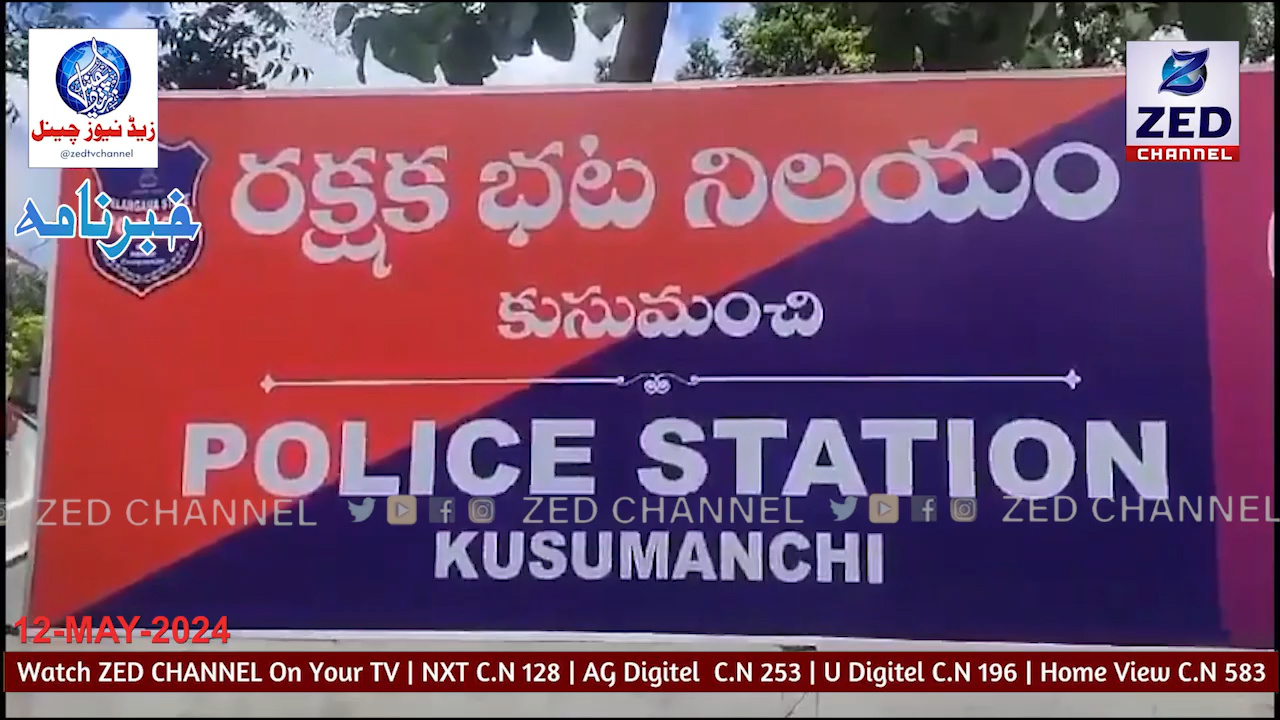 زیڈ نیوز چینل
@zedtvchannel
ZED
CHANNEL
خبرنامہ
రక్షక భట నిలయం
కుసుమంచి
POLICE STATION
ZED CHANNEL ZED CHANNEL ZED CHANNEL
KUSUMANCHI
12-MAY-2024
Watch ZED CHANNEL On Your TV | NXT C.N 128 | AG Digitel C.N 253 | U Digitel C.N 196 | Home View C.N 583